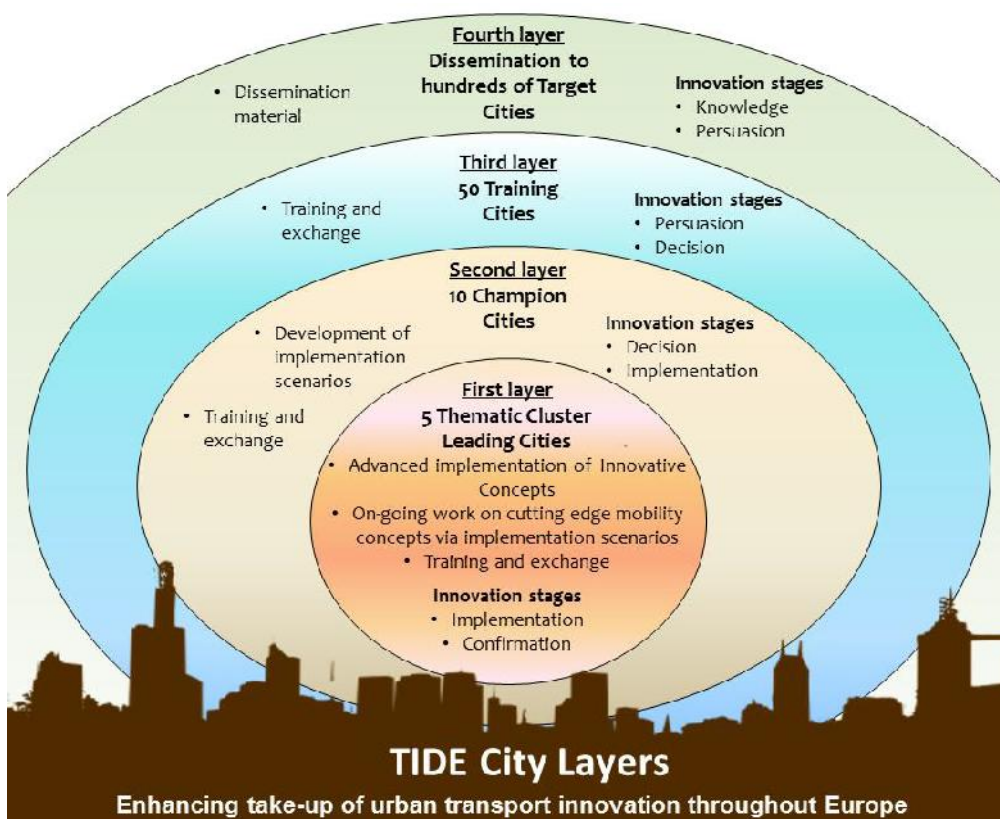 Fourth layer
Dissemination to
hundreds of Target
Cities
• Dissemination
material
Innovation stages
• Knowledge
• Persuasion
Third layer
50 Training
Cities
• Training and
exchange
Innovation stages
• Persuasion
• Decision
Second layer
10 Champion
Cities
• Development of
implementation
scenarios
• Training and
exchange
Innovation stages
• Decision
• Implementation
First layer
5 Thematic Cluster
Leading Cities
• Advanced implementation of Innovative
Concepts
• On-going work on cutting edge mobility
concepts via implementation scenarios
• Training and exchange
Innovation stages
• Implementation
• Confirmation
TIDE City Layers
Enhancing take-up of urban transport innovation throughout Europe